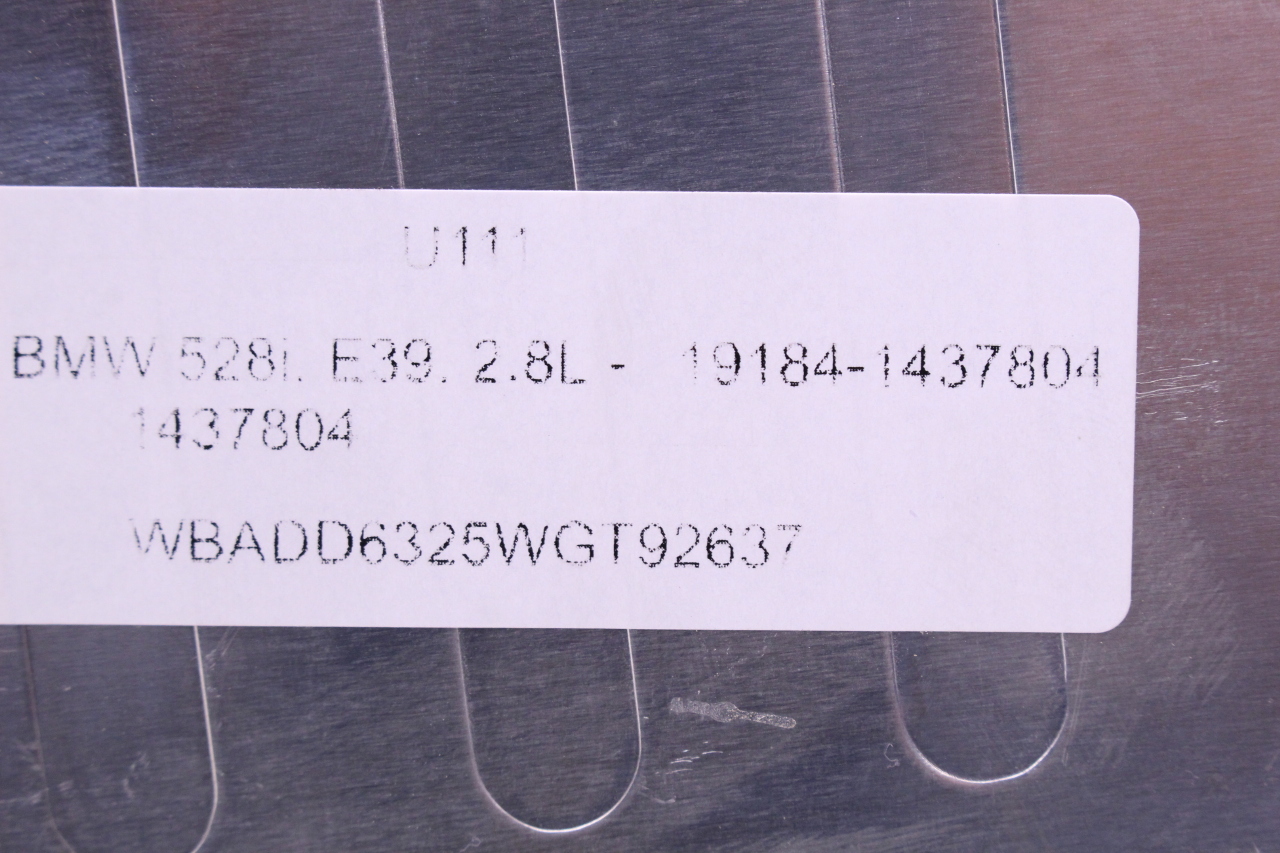 U111
BMW 528i. E39. 2.8L - 19184-1437804
1437804
WBADD6325WGT92637